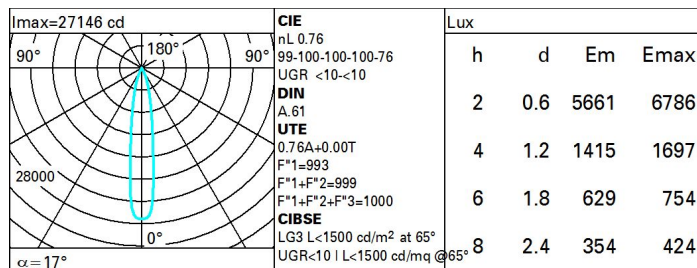 Imax=27146 cd
90°
180°
90°
28000
0°
α=17°
CIE
nL 0.76
99-100-100-100-76
UGR <10-<10
DIN
A.61
UTE
0.76A+0.00T
F"1=993
F"1+F"2=999
F"1+F"2+F"3=1000
CIBSE
LG3 L<1500 cd/m² at 65°
UGR<10 | L<1500 cd/mq @65°
Lux
h d Em Emax
2 0.6 5661 6786
4 1.2 1415 1697
6 1.8 629 754
8 2.4 354 424